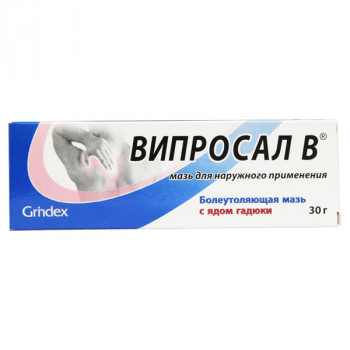 ВИПРОСАЛ В®
мазь для наружного применения
Болеутоляющая мазь
с ядом гадюки
Grindex
30 г